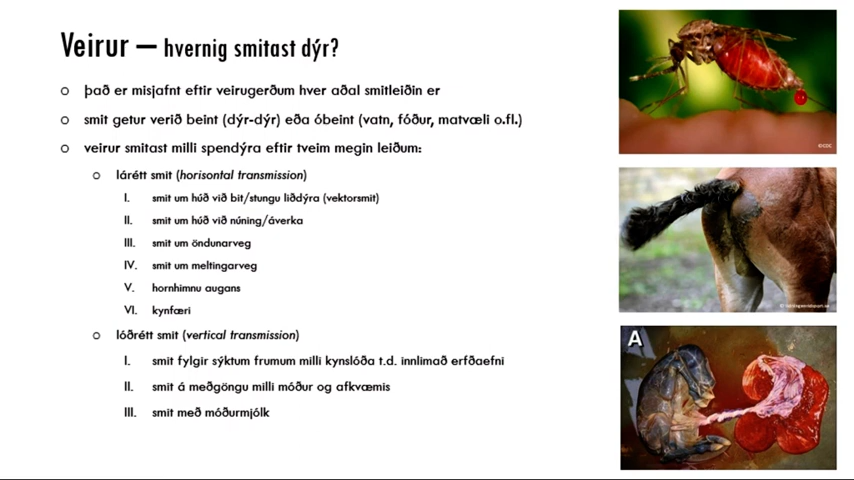 Veirur – hvernig smitast dýr?
það er misjafnt eftir veirugerðum hver aðal smitleiðin er
smit getur verið beint (dýr-dýr) eða óbeint (vatn, fóður, matvæli o.fl.)
veirur smitast milli spendýra eftir tveim megin leiðum:
lárétt smit (horisontal transmission)
I. smit um húð við bit/stungu liðdýra (vektorsmit)
II. smit um húð við núning/áverka
III. smit um öndunarveg
IV. smit um meltingarveg
V. hornhimnu augans
VI. kynfæri
lóðrétt smit (vertical transmission)
I. smit fylgir sýktum frumum milli kynslóða t.d. innlimað erfðaefni
II. smit á meðgöngu milli móður og afkvæmis
III. smit með móðurmjólk
©CDC
A